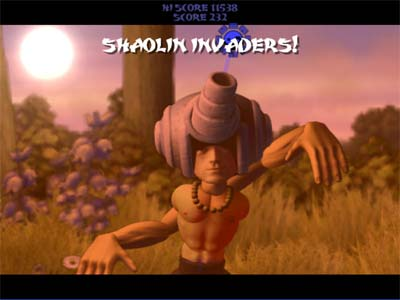 HI SCORE 11538
SCORE 232
SHAOLIN INVADERS!